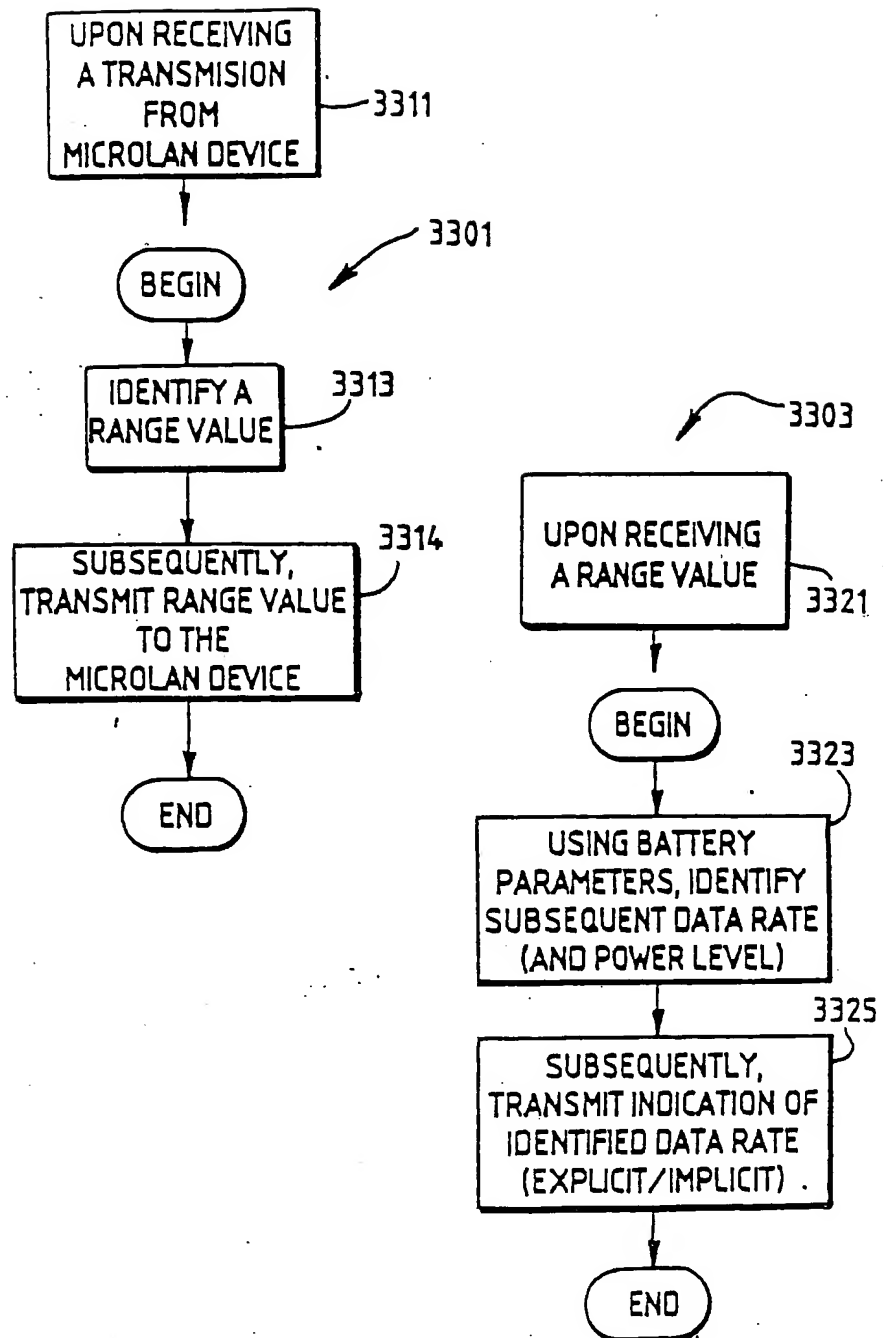 UPON RECEIVING
A TRANSMISION
FROM
MICROLAN DEVICE
3311
BEGIN
3301
IDENTIFY A
RANGE VALUE
3313
SUBSEQUENTLY,
TRANSMIT RANGE VALUE
TO THE
MICROLAN DEVICE
3314
END
3303
UPON RECEIVING
A RANGE VALUE
3321
BEGIN
3323
USING BATTERY
PARAMETERS, IDENTIFY
SUBSEQUENT DATA RATE
(AND POWER LEVEL)
3325
SUBSEQUENTLY,
TRANSMIT INDICATION OF
IDENTIFIED DATA RATE
(EXPLICIT/IMPLICIT) .
END